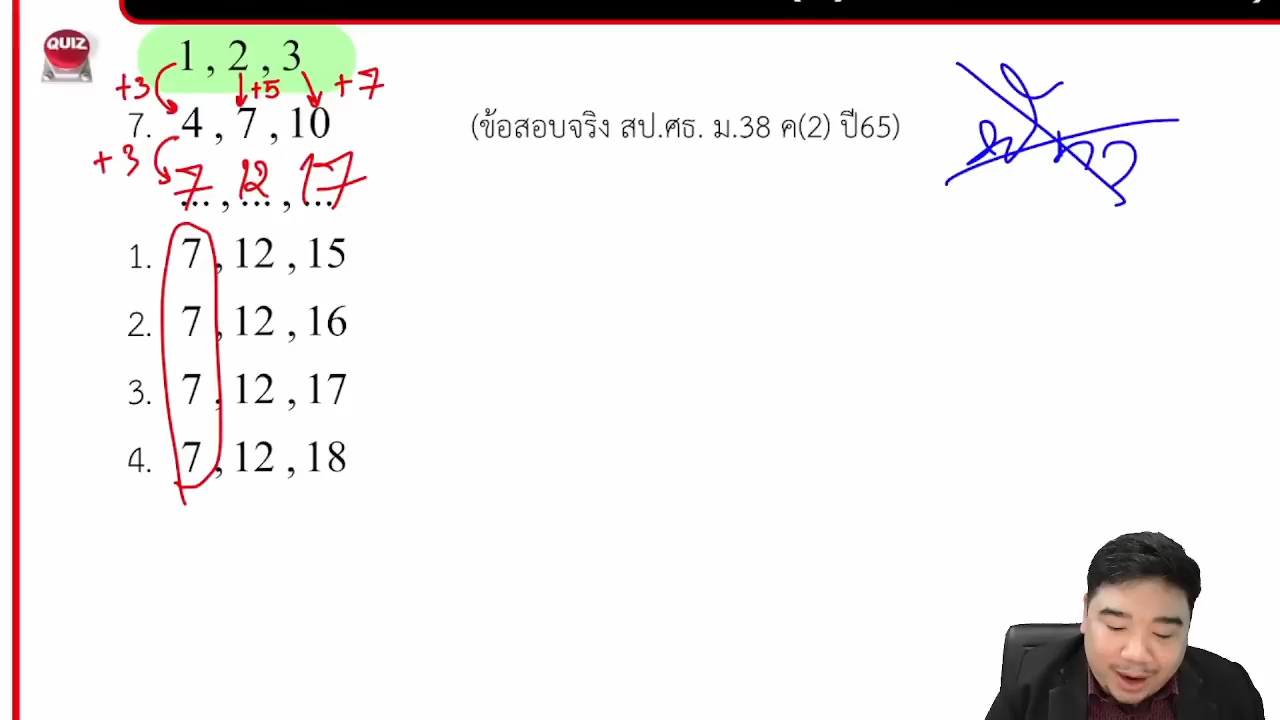 QUIZ
1 , 2 , 3
+3 +5 +7
7. 4 , 7 , 10 (ข้อสอบจริง สป.ศธ. ม.38 ค(2) ปี65)
+3 7 12 17
... , ... , ...
1. 7 , 12 , 15
2. 7 , 12 , 16
3. 7 , 12 , 17
4. 7 , 12 , 18